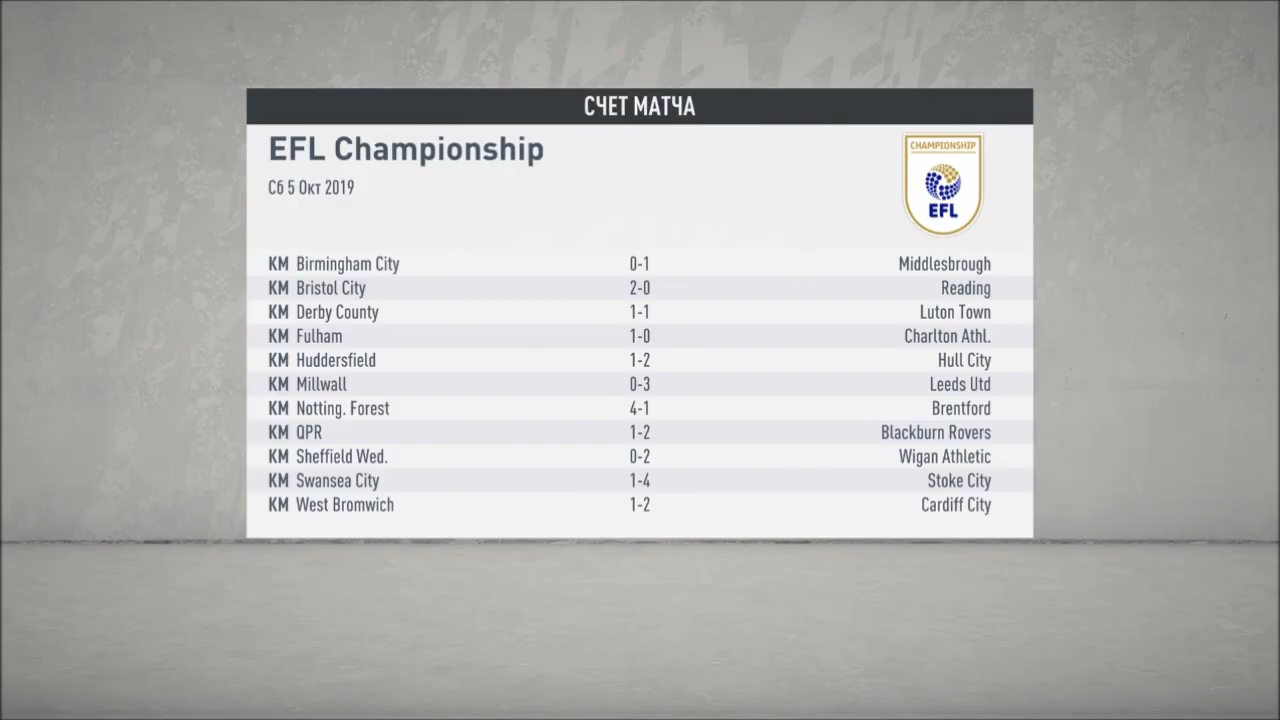 СЧЕТ МАТЧА
EFL Championship
CHAMPIONSHIP
EFL
Сб 5 Окт 2019
КМ Birmingham City 0-1 Middlesbrough
КМ Bristol City 2-0 Reading
КМ Derby County 1-1 Luton Town
КМ Fulham 1-0 Charlton Athl.
КМ Huddersfield 1-2 Hull City
КМ Millwall 0-3 Leeds Utd
КМ Notting. Forest 4-1 Brentford
КМ QPR 1-2 Blackburn Rovers
КМ Sheffield Wed. 0-2 Wigan Athletic
КМ Swansea City 1-4 Stoke City
КМ West Bromwich 1-2 Cardiff City